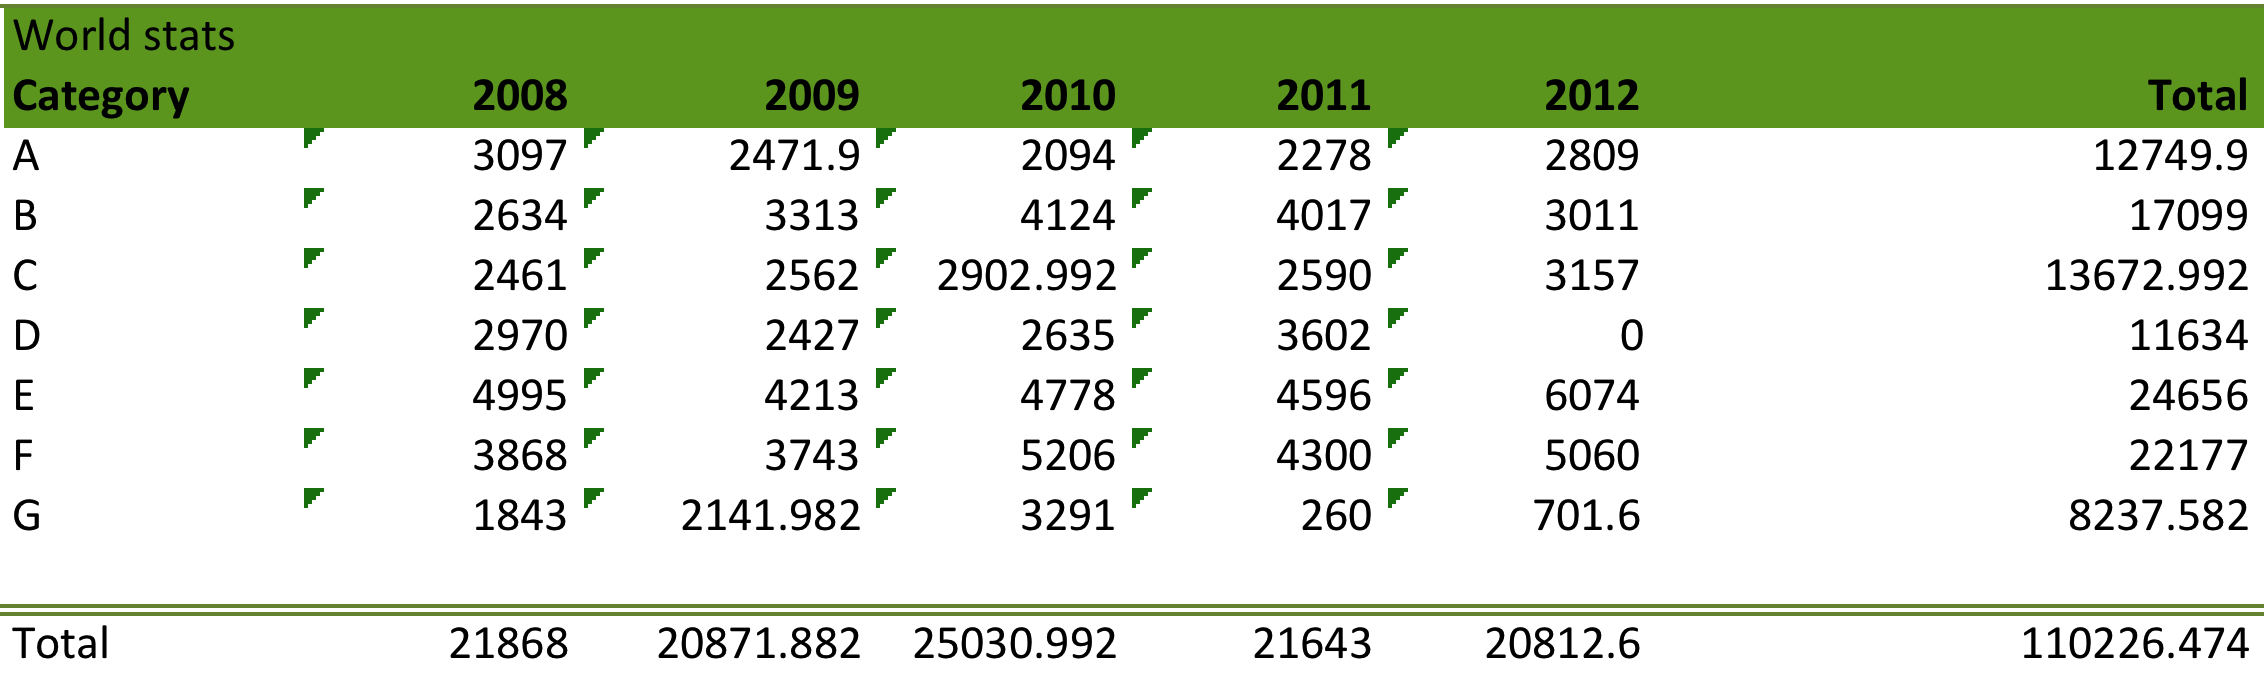 World stats
Category 2008 2009 2010 2011 2012 Total
A 3097 2471.9 2094 2278 2809 12749.9
B 2634 3313 4124 4017 3011 17099
C 2461 2562 2902.992 2590 3157 13672.992
D 2970 2427 2635 3602 0 11634
E 4995 4213 4778 4596 6074 24656
F 3868 3743 5206 4300 5060 22177
G 1843 2141.982 3291 260 701.6 8237.582
Total 21868 20871.882 25030.992 21643 20812.6 110226.474